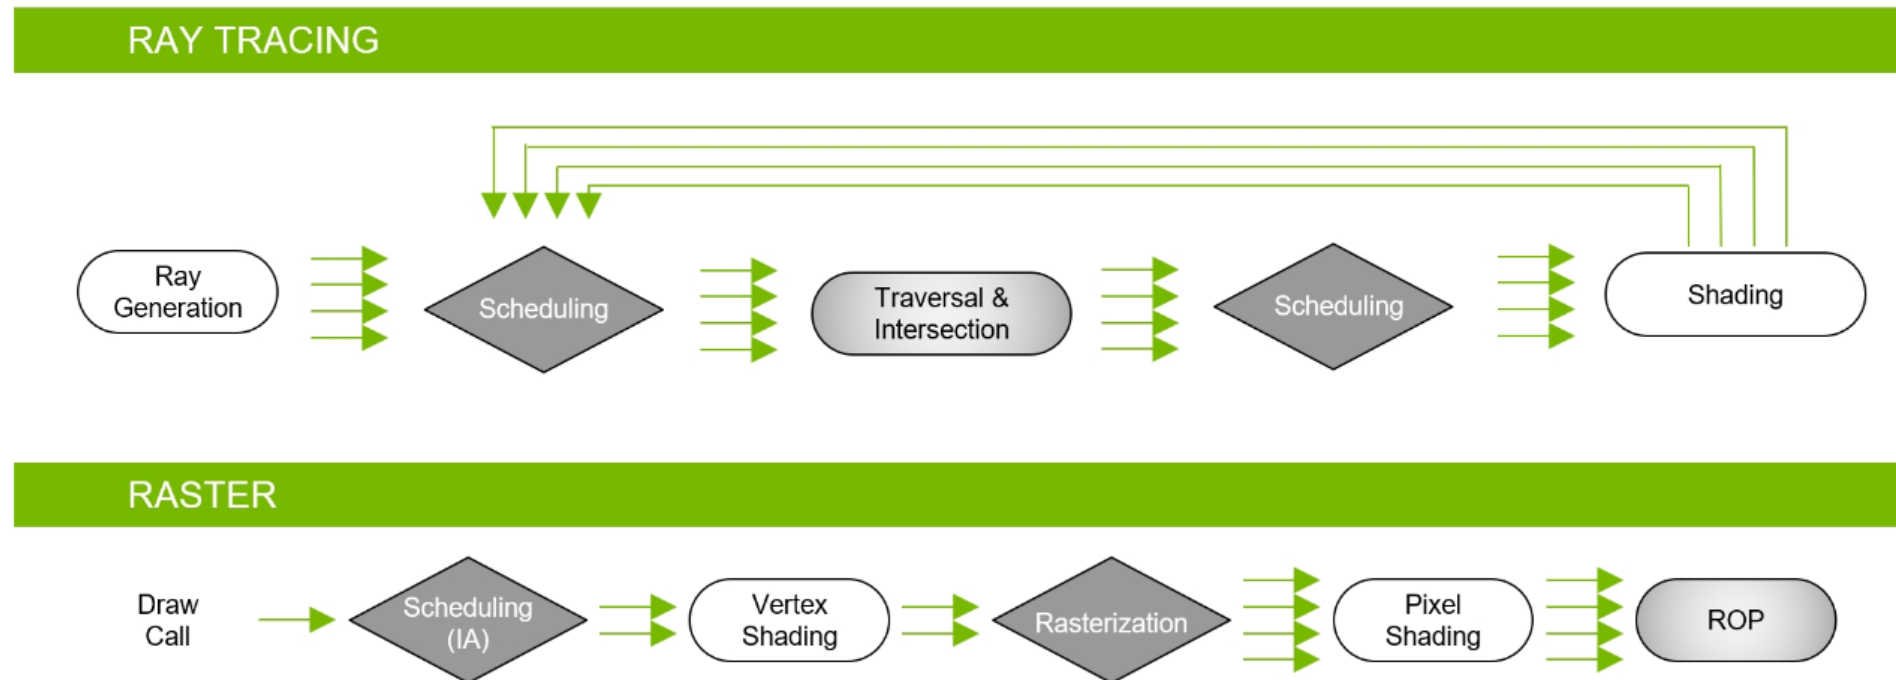 RAY TRACING
Ray
Generation
Scheduling
Traversal &
Intersection
Scheduling
Shading
RASTER
Draw
Call
Scheduling
(IA)
Vertex
Shading
Rasterization
Pixel
Shading
ROP